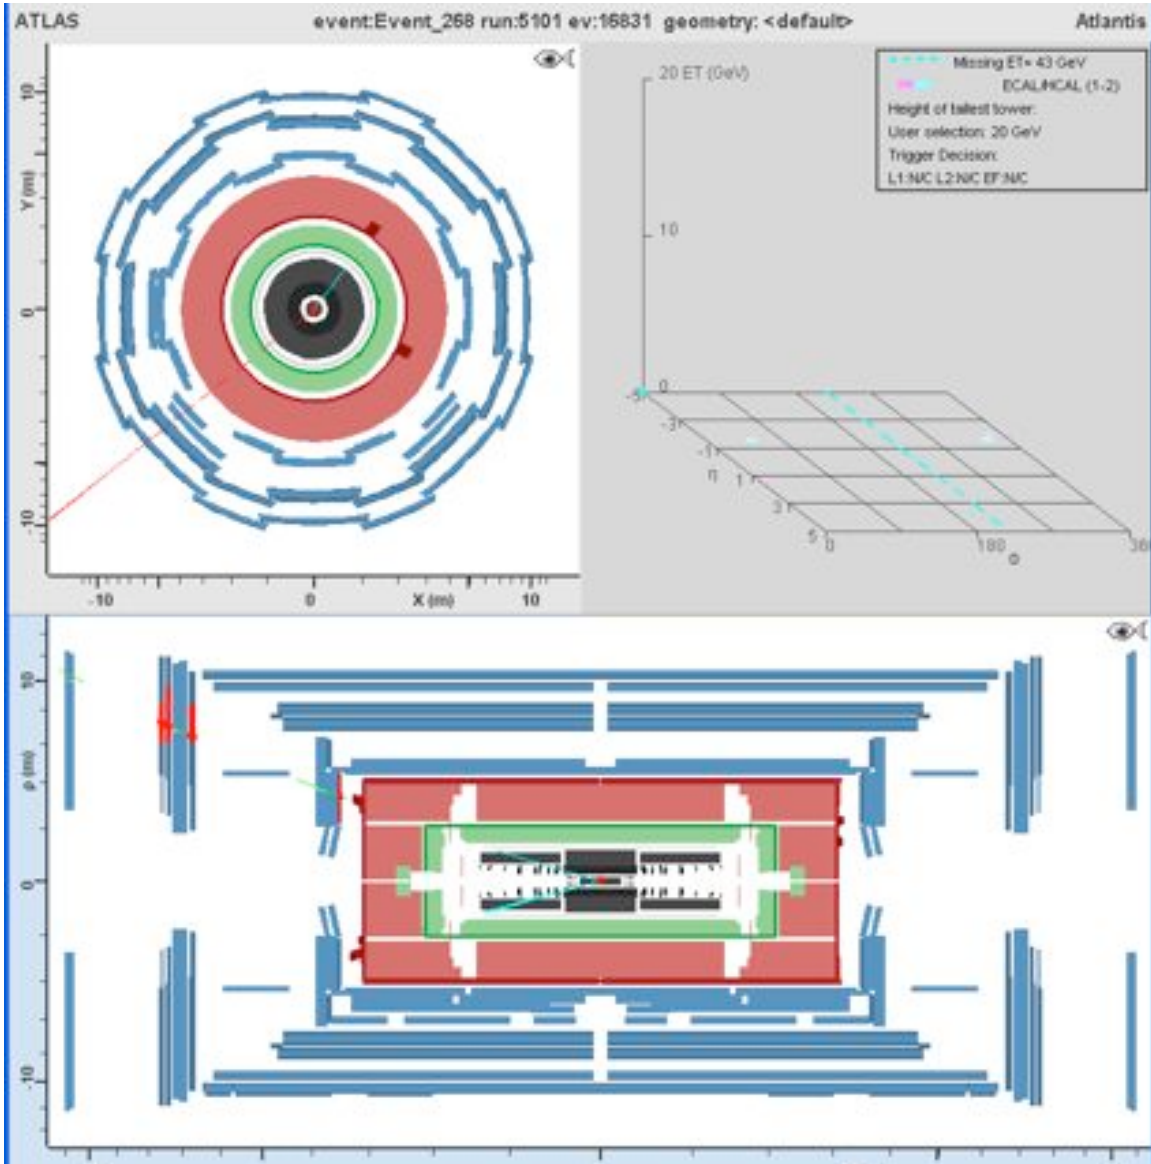 ATLAS event:Event_268 run:5101 ev:16831 geometry: <default> Atlantis
Missing ET= 43 GeV
ECAL/HCAL (1-2)
Height of tallest tower:
User selection: 20 GeV
Trigger Decision:
L1:N/C L2:N/C EF:N/C
20 ET (GeV)
10
0
-5
-3
-1
η
1
3
5
0
180
360
Φ
10
Y (m)
0
-10
-10 0 X (m) 10
10
ρ (m)
0
-10